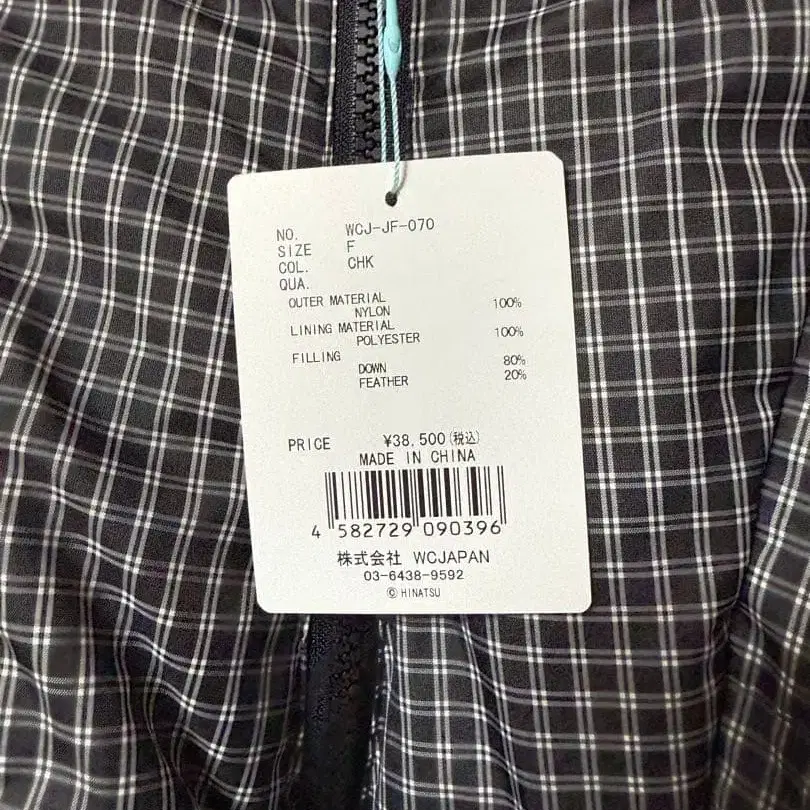 NO. WCJ-JF-070
SIZE F
COL. CHK
QUA.
OUTER MATERIAL 100%
NYLON
LINING MATERIAL 100%
POLYESTER
FILLING
DOWN 80%
FEATHER 20%
PRICE ¥38,500(税込)
MADE IN CHINA
4 582729 090396
株式会社 WCJAPAN
03-6438-9592
© HINATSU